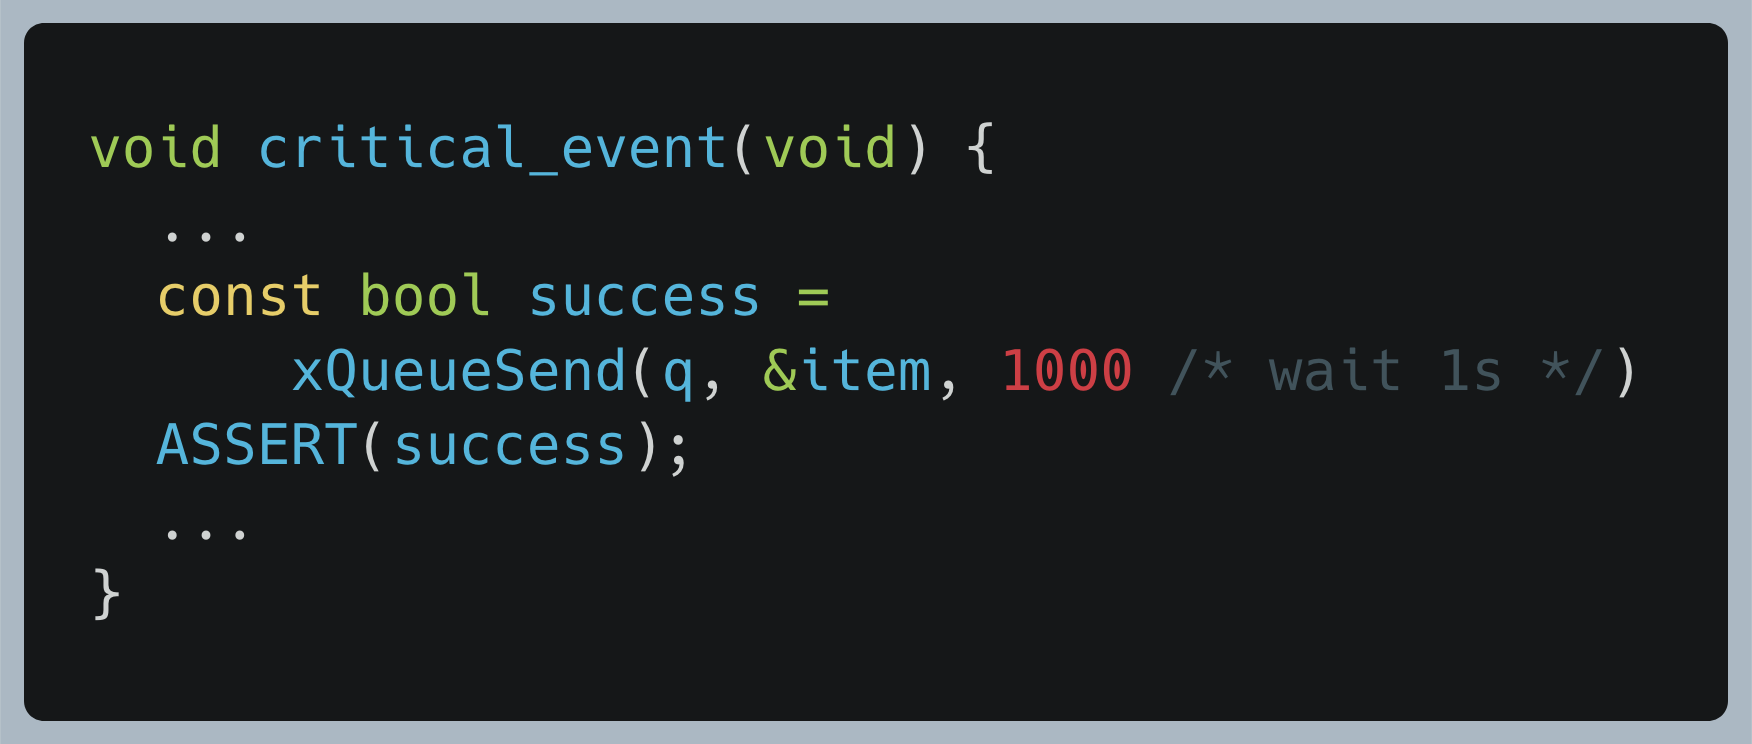 void critical_event(void) {
  ...
  const bool success =
      xQueueSend(q, &item, 1000 /* wait 1s */)
  ASSERT(success);
  ...
}